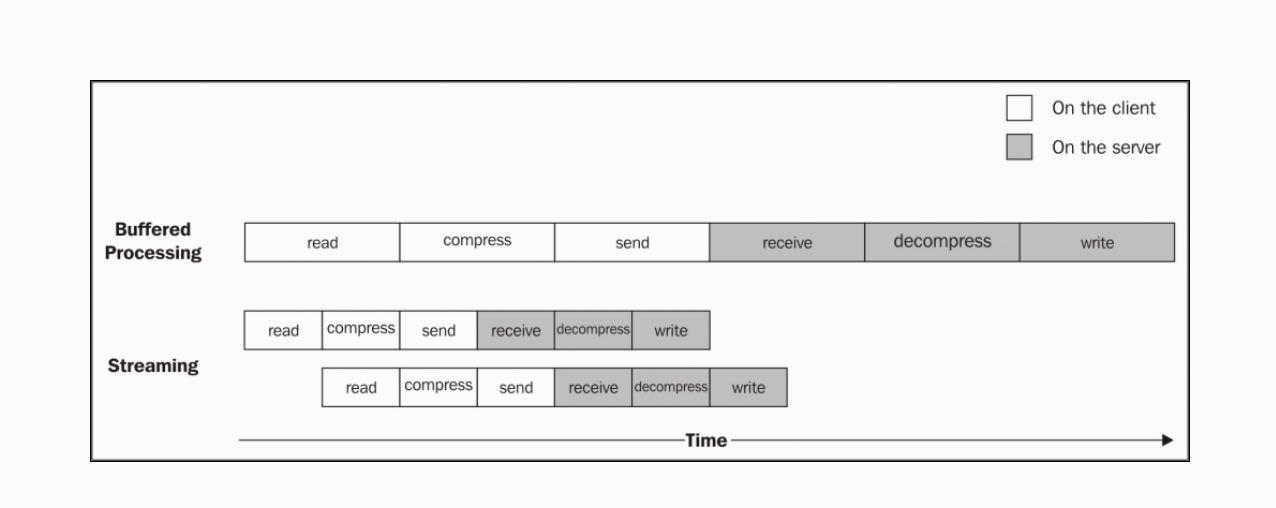 On the client
On the server
Buffered
Processing
read compress send receive decompress write
read compress send receive decompress write
Streaming
read compress send receive decompress write
Time